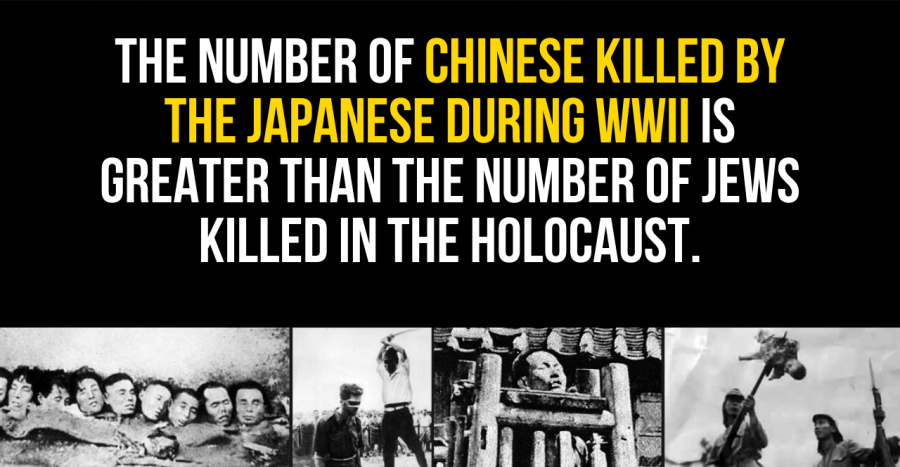 THE NUMBER OF CHINESE KILLED BY
THE JAPANESE DURING WWII IS
GREATER THAN THE NUMBER OF JEWS
KILLED IN THE HOLOCAUST.